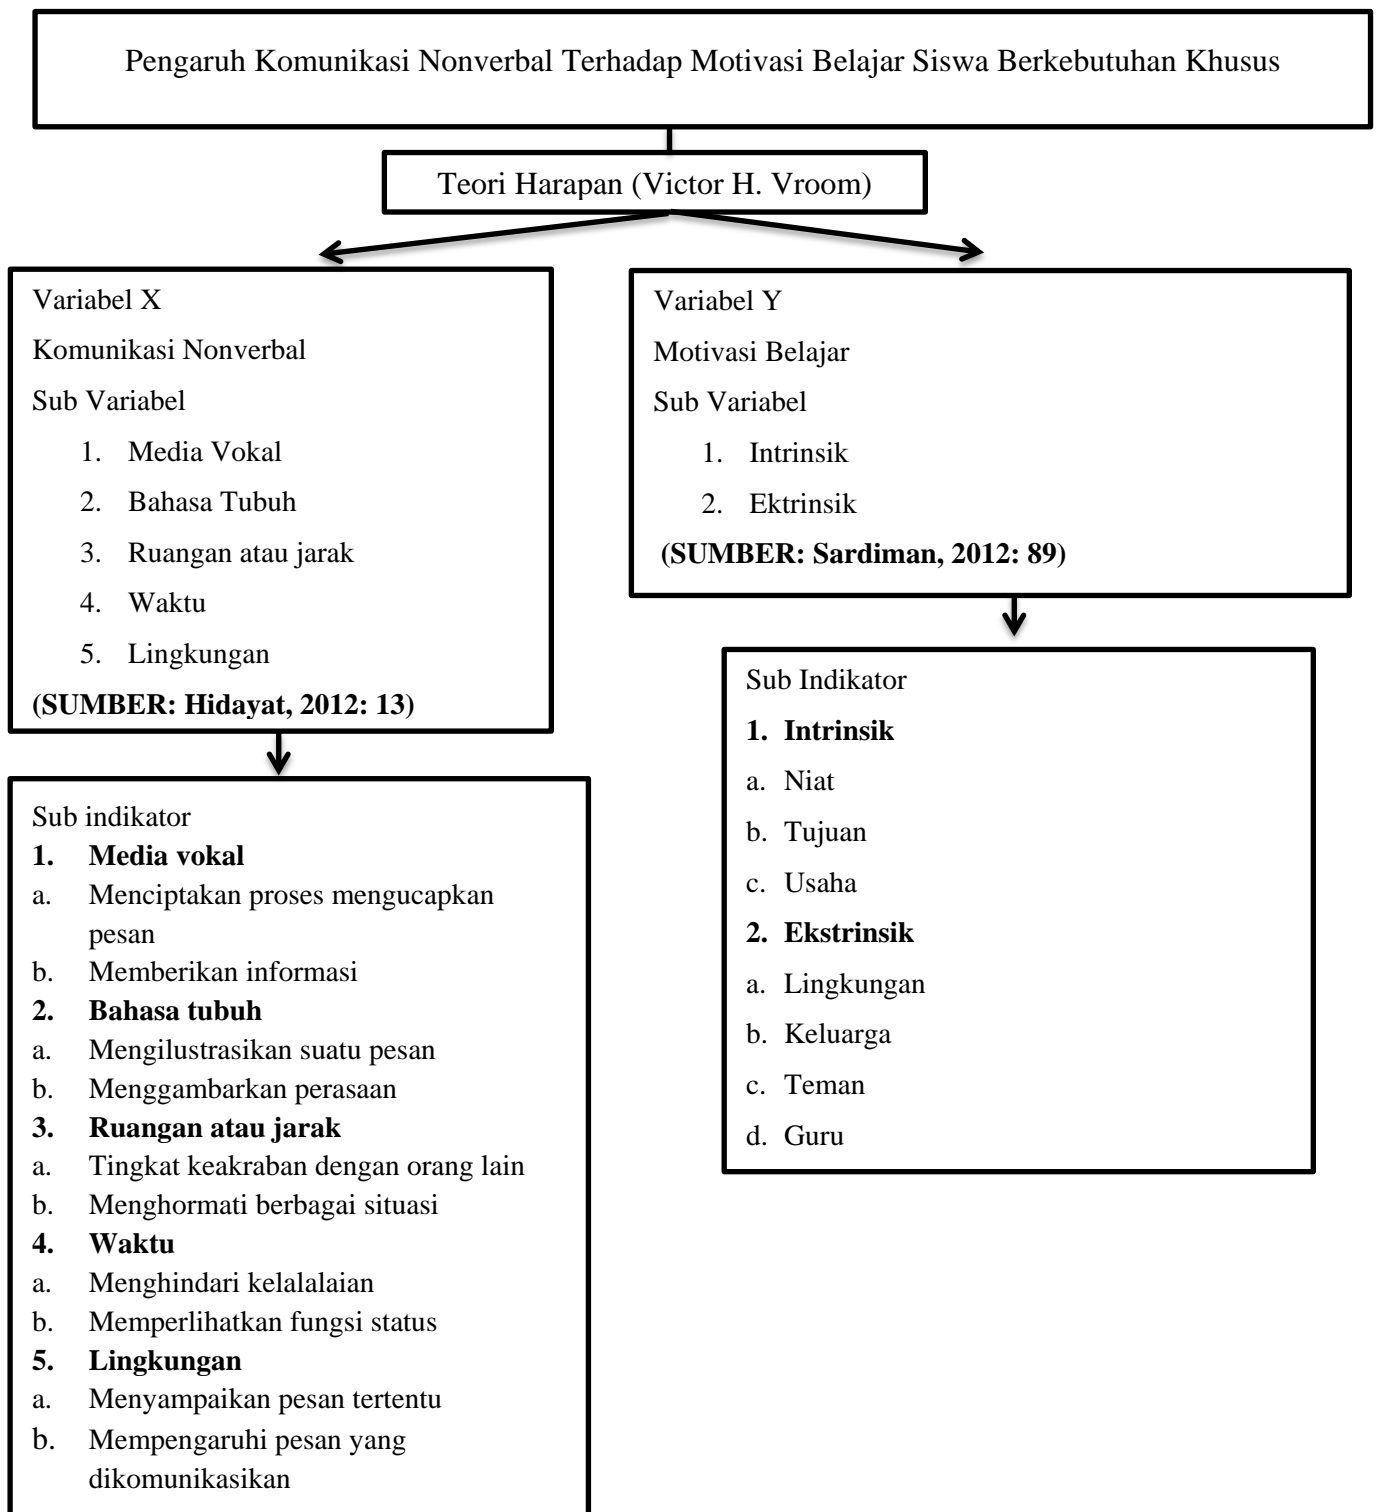 Pengaruh Komunikasi Nonverbal Terhadap Motivasi Belajar Siswa Berkebutuhan Khusus
Teori Harapan (Victor H. Vroom)
Variabel X
Komunikasi Nonverbal
Sub Variabel
1. Media Vokal
2. Bahasa Tubuh
3. Ruangan atau jarak
4. Waktu
5. Lingkungan
(SUMBER: Hidayat, 2012: 13)
Variabel Y
Motivasi Belajar
Sub Variabel
1. Intrinsik
2. Ektrinsik
(SUMBER: Sardiman, 2012: 89)
Sub indikator
1. Media vokal
a. Menciptakan proses mengucapkan
pesan
b. Memberikan informasi
2. Bahasa tubuh
a. Mengilustrasikan suatu pesan
b. Menggambarkan perasaan
3. Ruangan atau jarak
a. Tingkat keakraban dengan orang lain
b. Menghormati berbagai situasi
4. Waktu
a. Menghindari kelalalaian
b. Memperlihatkan fungsi status
5. Lingkungan
a. Menyampaikan pesan tertentu
b. Mempengaruhi pesan yang
dikomunikasikan
Sub Indikator
1. Intrinsik
a. Niat
b. Tujuan
c. Usaha
2. Ekstrinsik
a. Lingkungan
b. Keluarga
c. Teman
d. Guru